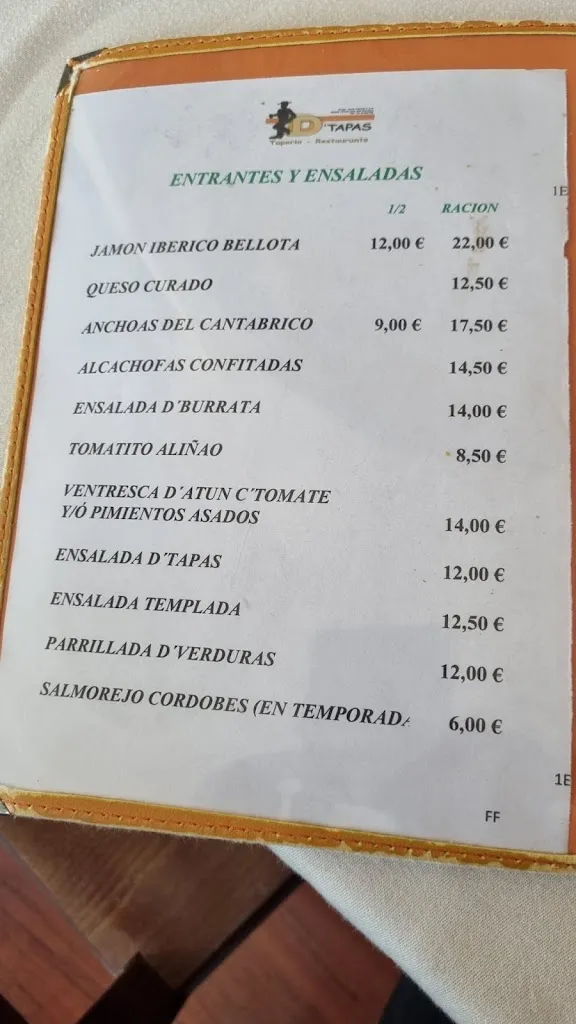 D'TAPAS
Taperia - Restaurante
ENTRANTES Y ENSALADAS
1/2 RACION
JAMON IBERICO BELLOTA 12,00 € 22,00 €
QUESO CURADO 12,50 €
ANCHOAS DEL CANTABRICO 9,00 € 17,50 €
ALCACHOFAS CONFITADAS 14,50 €
ENSALADA D´BURRATA 14,00 €
TOMATITO ALIÑAO 8,50 €
VENTRESCA D´ATUN C´TOMATE
Y/Ó PIMIENTOS ASADOS 14,00 €
ENSALADA D´TAPAS 12,00 €
ENSALADA TEMPLADA 12,50 €
PARRILLADA D´VERDURAS 12,00 €
SALMOREJO CORDOBES (EN TEMPORADA 6,00 €
FF
1E
1E